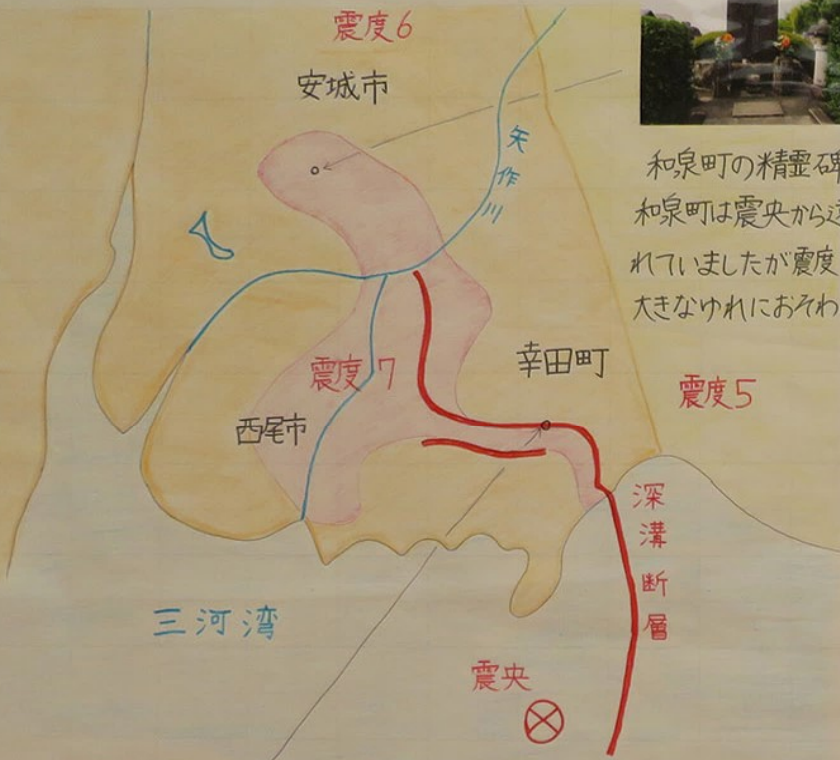 震度6
安城市
矢作川
和泉町の精霊碑
和泉町は震央から
れていましたが震度
大きなゆれにおそわ
幸田町
震度7
震度5
西尾市
深溝断層
三河湾
震央